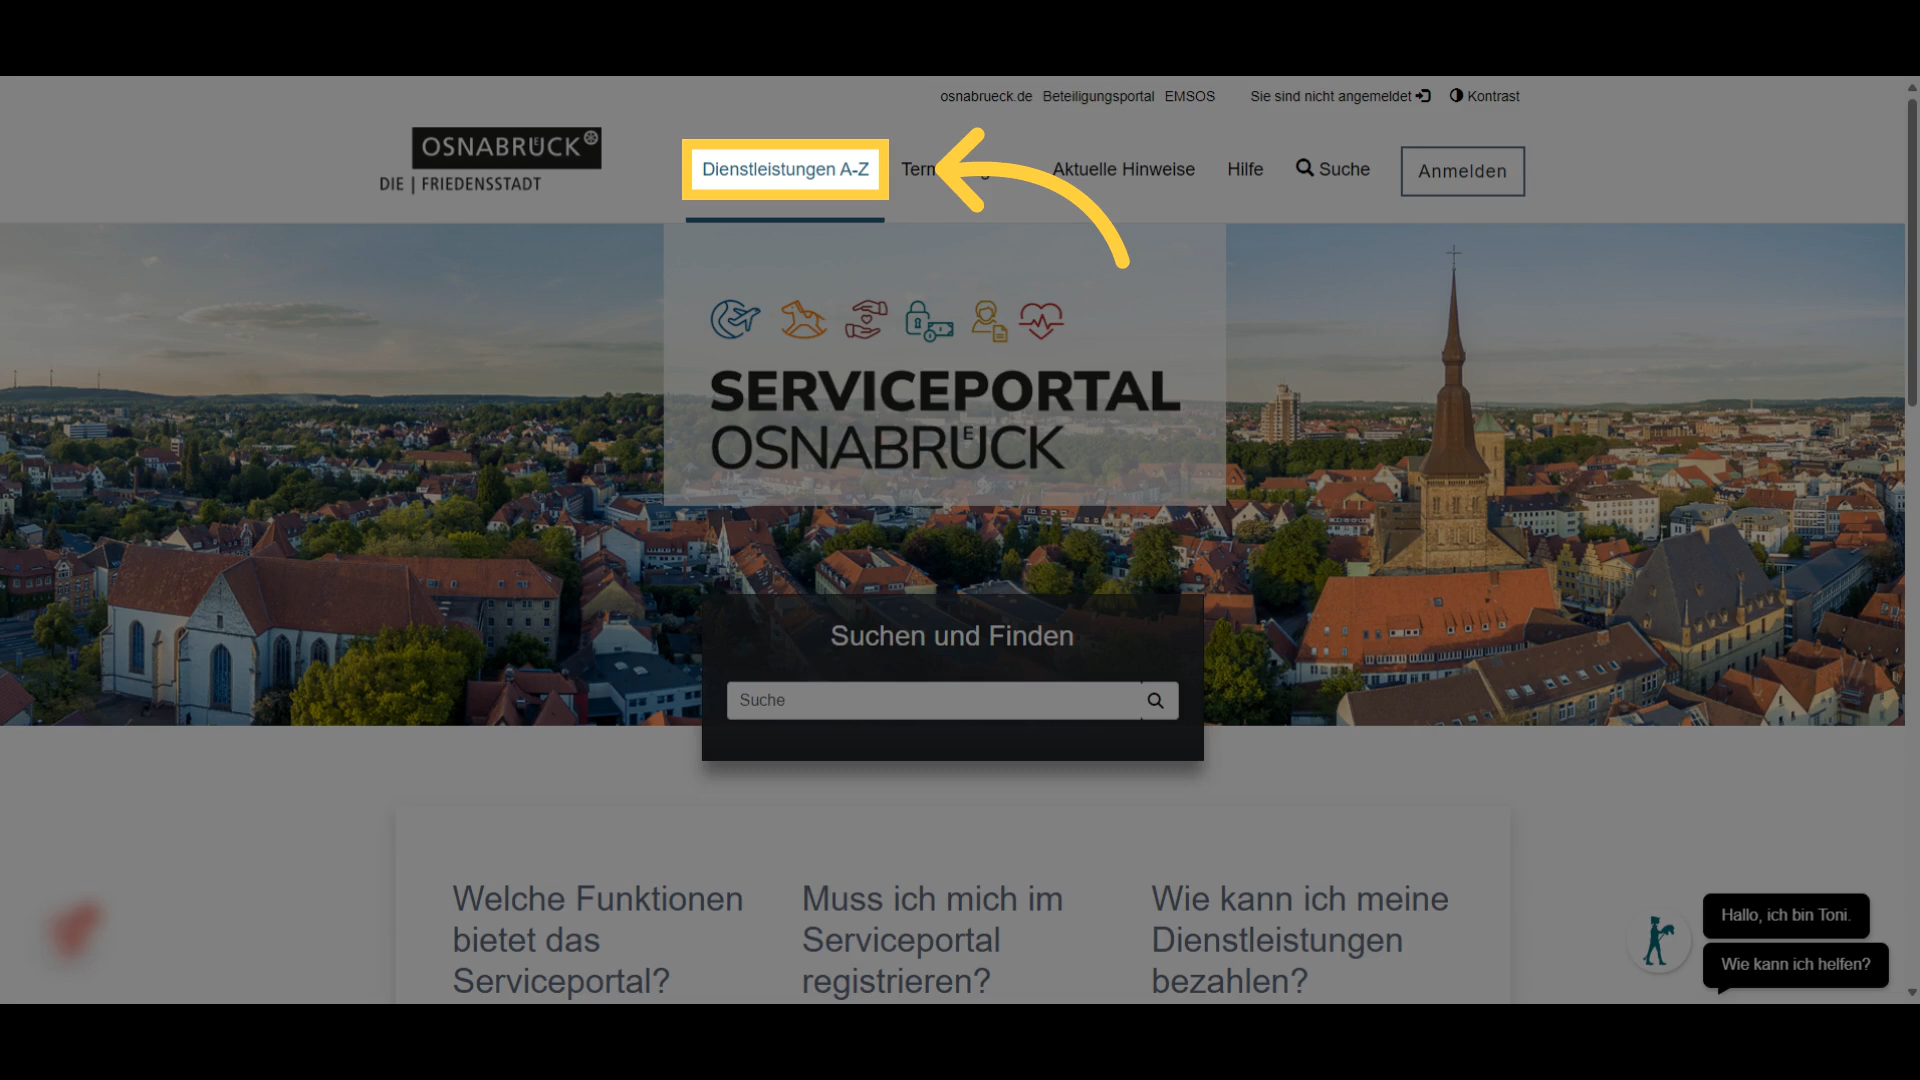 osnabrueck.de Beteiligungsportal EMSOS Sie sind nicht angemeldet Kontrast
OSNABRÜCK
DIE | FRIEDENSSTADT
Dienstleistungen A-Z Aktuelle Hinweise Hilfe Suche Anmelden
SERVICEPORTAL
OSNABRÜCK
Suchen und Finden
Suche
Welche Funktionen
bietet das
Serviceportal?
Muss ich mich im
Serviceportal
registrieren?
Wie kann ich meine
Dienstleistungen
bezahlen?
Hallo, ich bin Toni.
Wie kann ich helfen?